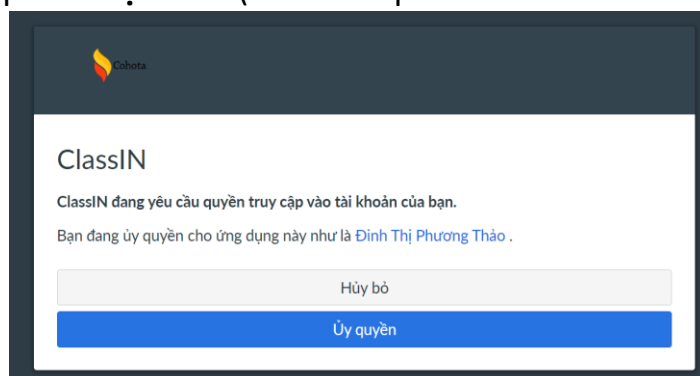 Cohota
ClassIN
ClassIN đang yêu cầu quyền truy cập vào tài khoản của bạn.
Bạn đang ủy quyền cho ứng dụng này như là Đinh Thị Phương Thảo .
Hủy bỏ
Ủy quyền